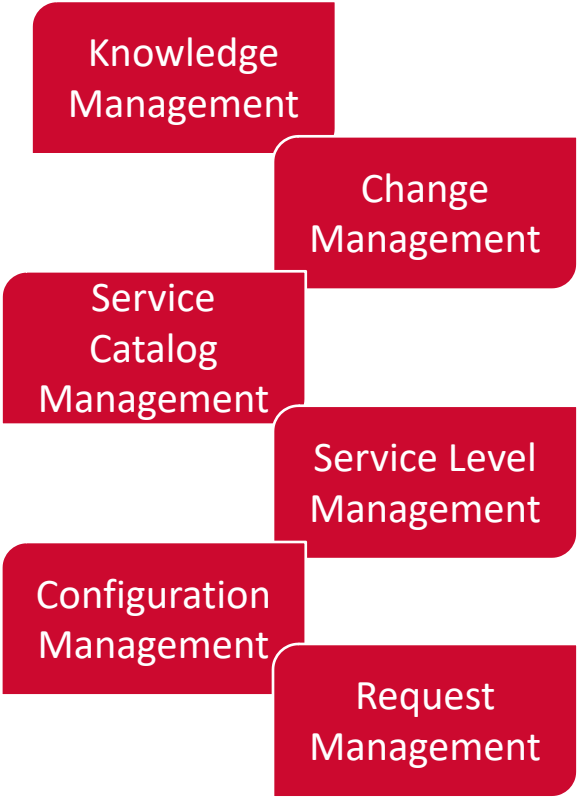 Knowledge
Management
Change
Management
Service
Catalog
Management
Service Level
Management
Configuration
Management
Request
Management